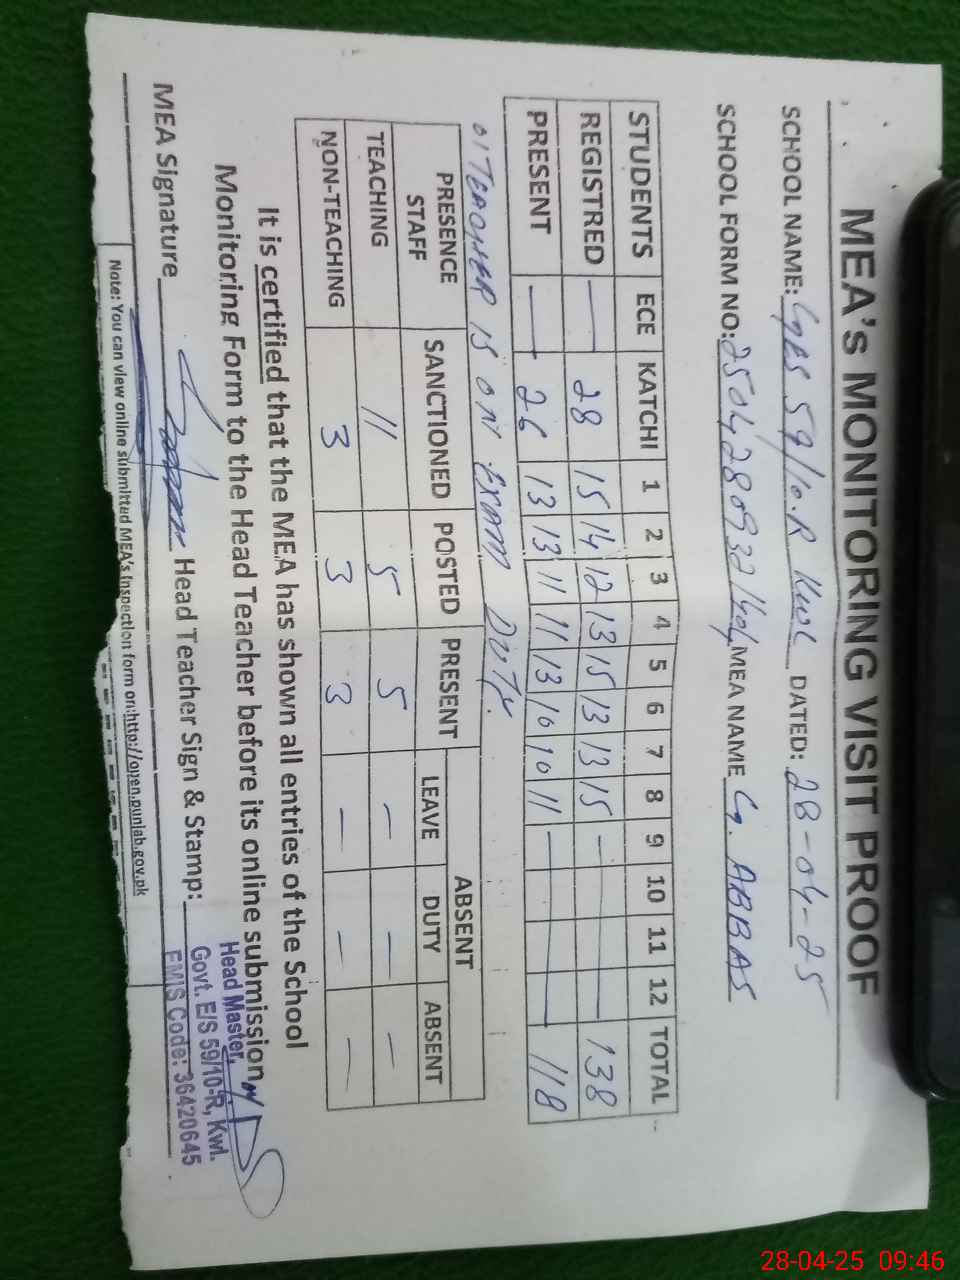 MEA's MONITORING VISIT PROOF
SCHOOL NAME: GES 59/10.R Kwl DATED: 28-04-25
SCHOOL FORM NO: MEA NAME G. ABBAS
STUDENTS ECE KATCHI 1 2 3 4 5 6 7 8 9 10 11 12 TOTAL
REGISTRED — 28 15 14 12 13 15 13 13 15 — 138
PRESENT — 26 13 13 11 11 13 10 10 11 — 118
01 TEACHER IS ON EXAM DUTY.
PRESENCE STAFF SANCTIONED POSTED PRESENT ABSENT
LEAVE DUTY ABSENT
TEACHING 11 5 5 — — —
NON-TEACHING 3 3 3 — — —
It is certified that the MEA has shown all entries of the School
Monitoring Form to the Head Teacher before its online submission
MEA Signature Head Teacher Sign & Stamp:
Head Master,
Govt. E/S 59/10-R, Kwl.
EMIS Code: 36420645
Note: You can view online submitted MEA's Inspection form on:http://open.punlab.gov.pk
28-04-25 09:46